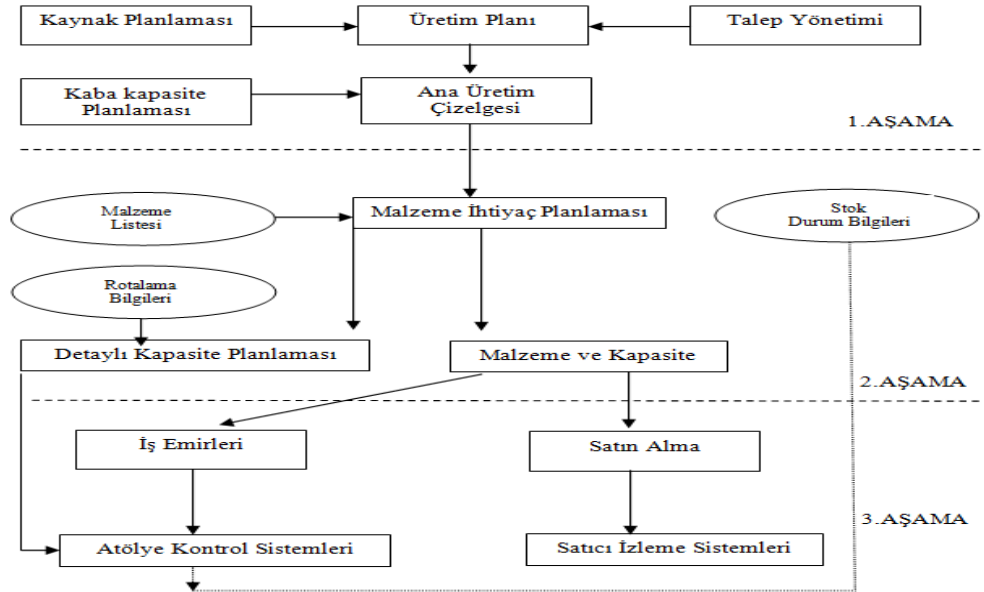 Kaynak Planlaması
Üretim Planı
Talep Yönetimi
Kaba kapasite
Planlaması
Ana Üretim
Çizelgesi
1.AŞAMA
Malzeme
Listesi
Malzeme İhtiyaç Planlaması
Stok
Durum Bilgileri
Rotalama
Bilgileri
Detaylı Kapasite Planlaması
Malzeme ve Kapasite
2.AŞAMA
İş Emirleri
Satın Alma
3.AŞAMA
Atölye Kontrol Sistemleri
Satıcı İzleme Sistemleri